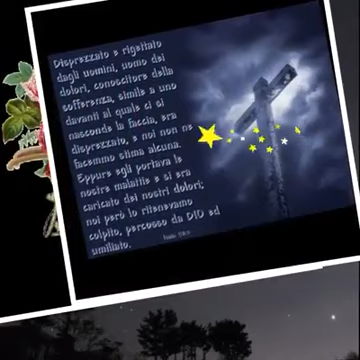 Disprezzato e rigettato
dagli uomini, uomo dei
dolori, conoscitore della
sofferenza, simile a uno
davanti al quale ci si
nasconde la faccia, era
disprezzato, e noi non ne
facemmo stima alcuna.
Eppure egli portava le
nostre malattie e si era
caricato dei nostri dolori;
noi però lo ritenevamo
colpito, percosso da DIO ed
umiliato.